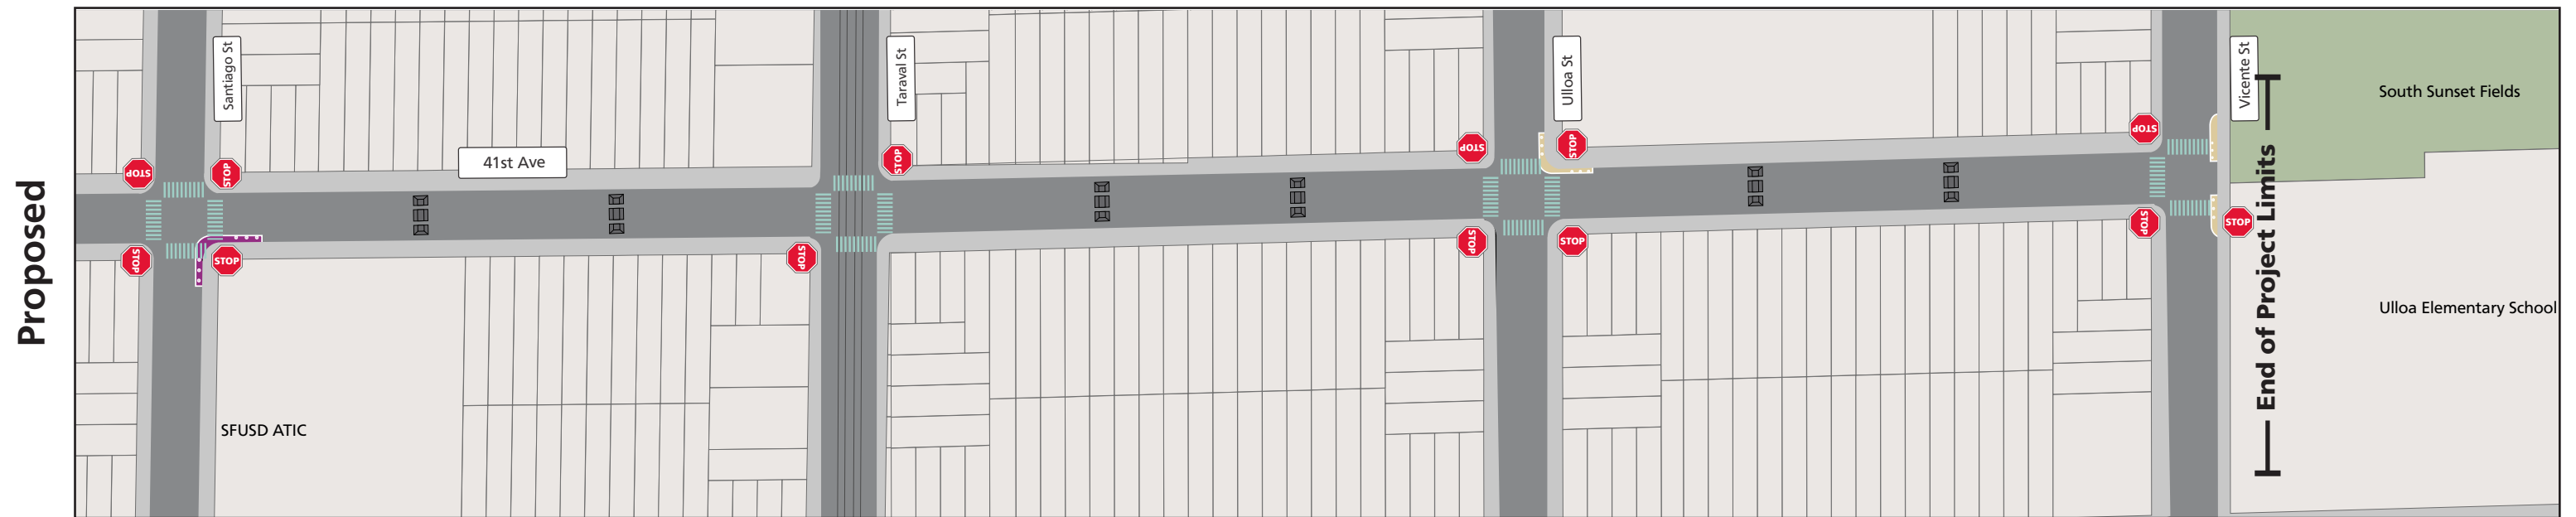 Proposed
Santiago St
Taraval St
Ulloa St
Vicente St
South Sunset Fields
41st Ave
STOP
STOP
STOP
STOP
STOP
STOP
STOP
STOP
STOP
STOP
STOP
STOP
STOP
End of Project Limits
Ulloa Elementary School
SFUSD ATIC